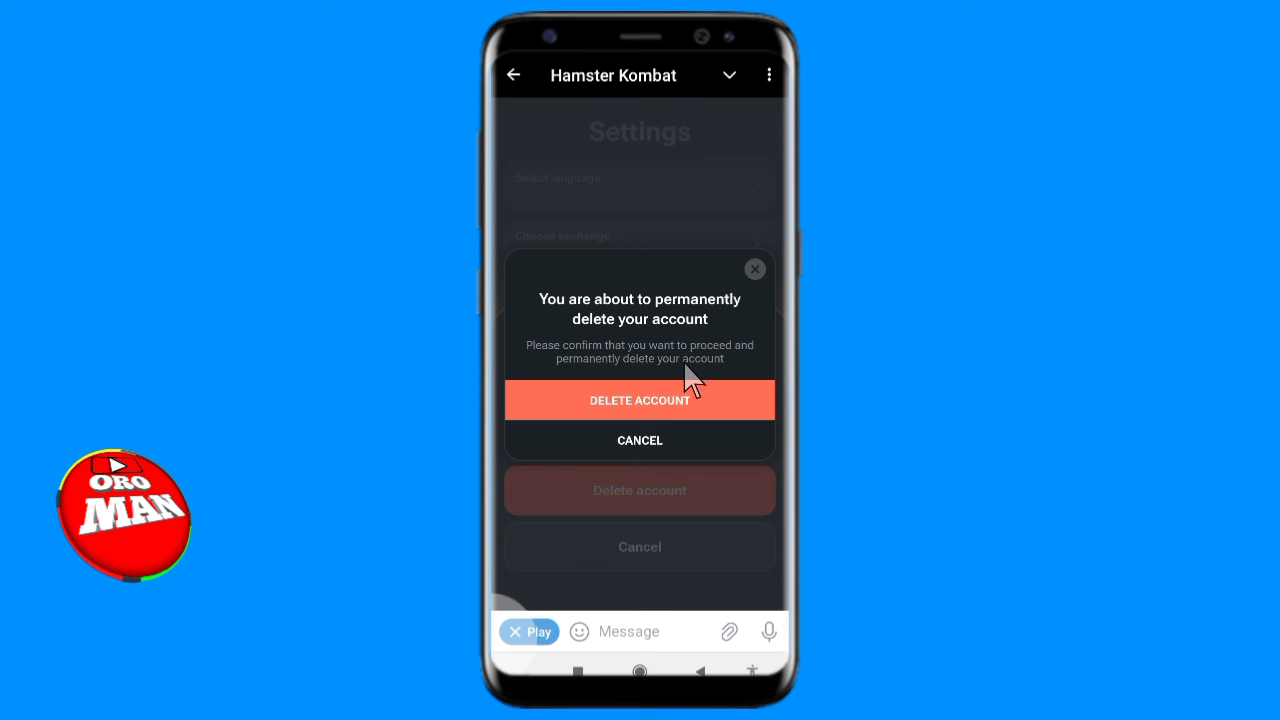 Hamster Kombat
Settings
Select language
Choose exchange
You are about to permanently
delete your account
Please confirm that you want to proceed and
permanently delete your account
DELETE ACCOUNT
CANCEL
Delete account
Cancel
Play
Message
ORO
MAN